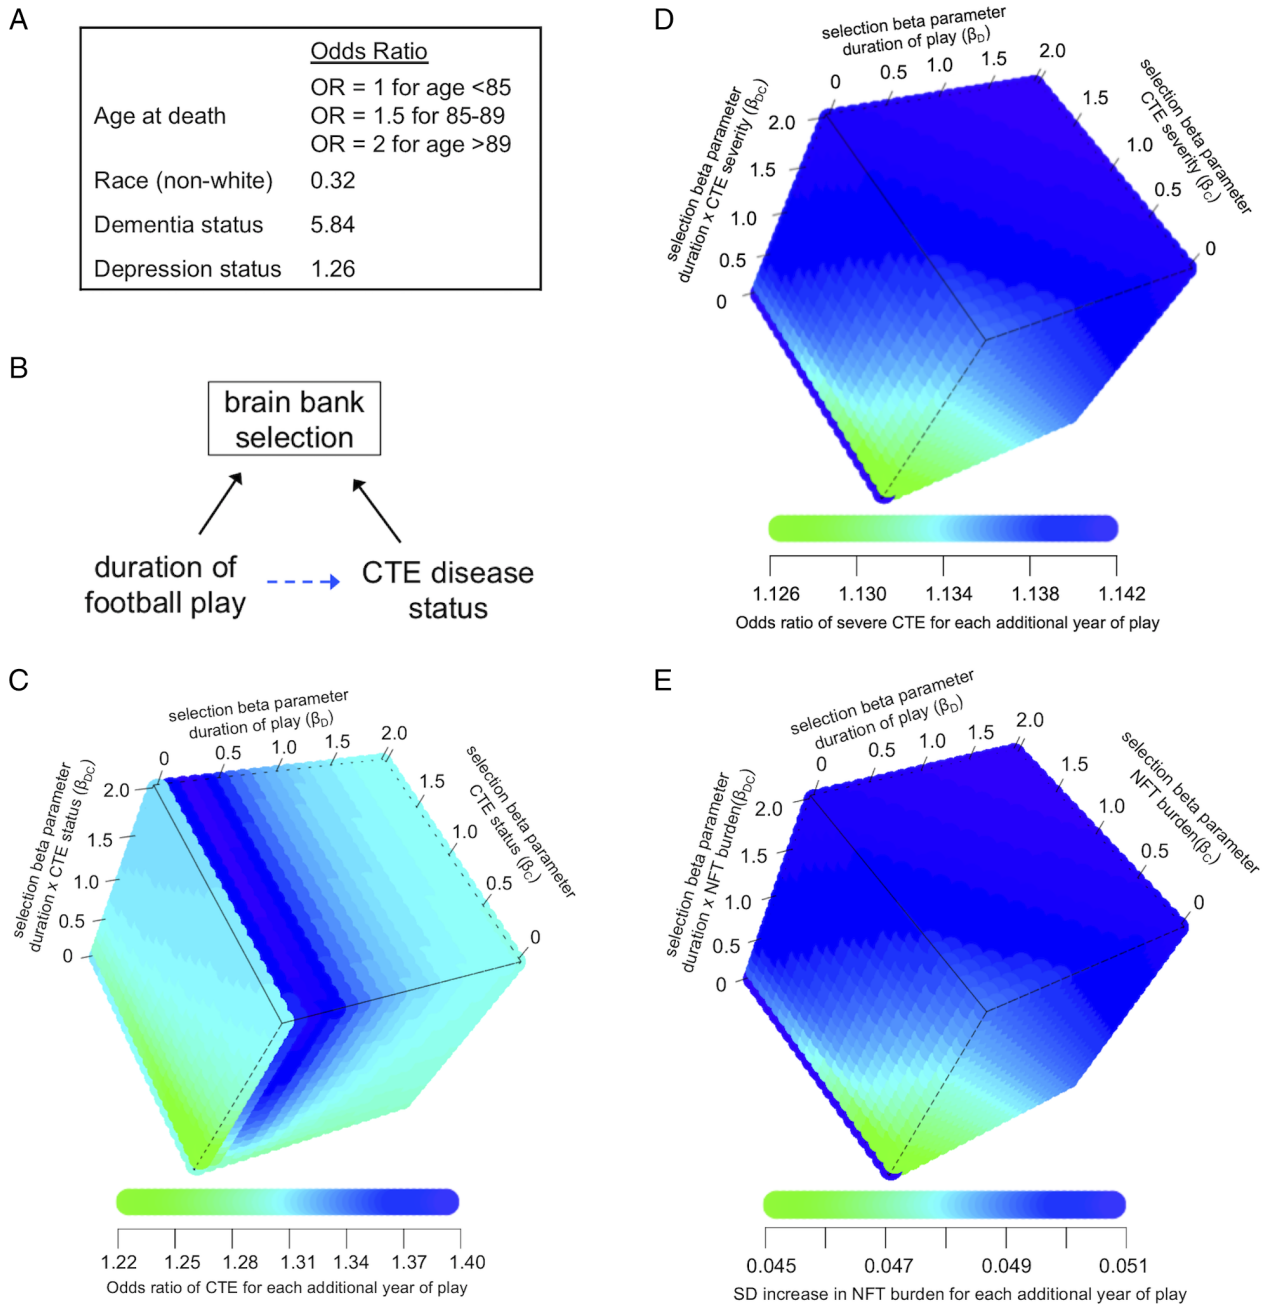 A
Odds Ratio
OR = 1 for age <85
Age at death
OR = 1.5 for 85-89
OR = 2 for age >89
Race (non-white) 0.32
Dementia status 5.84
Depression status 1.26
B
brain bank
selection
duration of
football play
CTE disease
status
C
selection beta parameter
duration of play (βD)
0 0.5 1.0 1.5 2.0
selection beta parameter
CTE status (βC)
1.5
1.0
0.5
0
selection beta parameter
duration x CTE status (βDC)
2.0
1.5
1.0
0.5
0
1.22 1.25 1.28 1.31 1.34 1.37 1.40
Odds ratio of CTE for each additional year of play
D
selection beta parameter
duration of play (βD)
0 0.5 1.0 1.5 2.0
selection beta parameter
CTE severity (βC)
1.5
1.0
0.5
0
selection beta parameter
duration x CTE severity (βDC)
2.0
1.5
1.0
0.5
0
1.126 1.130 1.134 1.138 1.142
Odds ratio of severe CTE for each additional year of play
E
selection beta parameter
duration of play (βD)
0 0.5 1.0 1.5 2.0
selection beta parameter
NFT burden(βC)
1.5
1.0
0.5
0
selection beta parameter
duration x NFT burden(βDC)
2.0
1.5
1.0
0.5
0
0.045 0.047 0.049 0.051
SD increase in NFT burden for each additional year of play